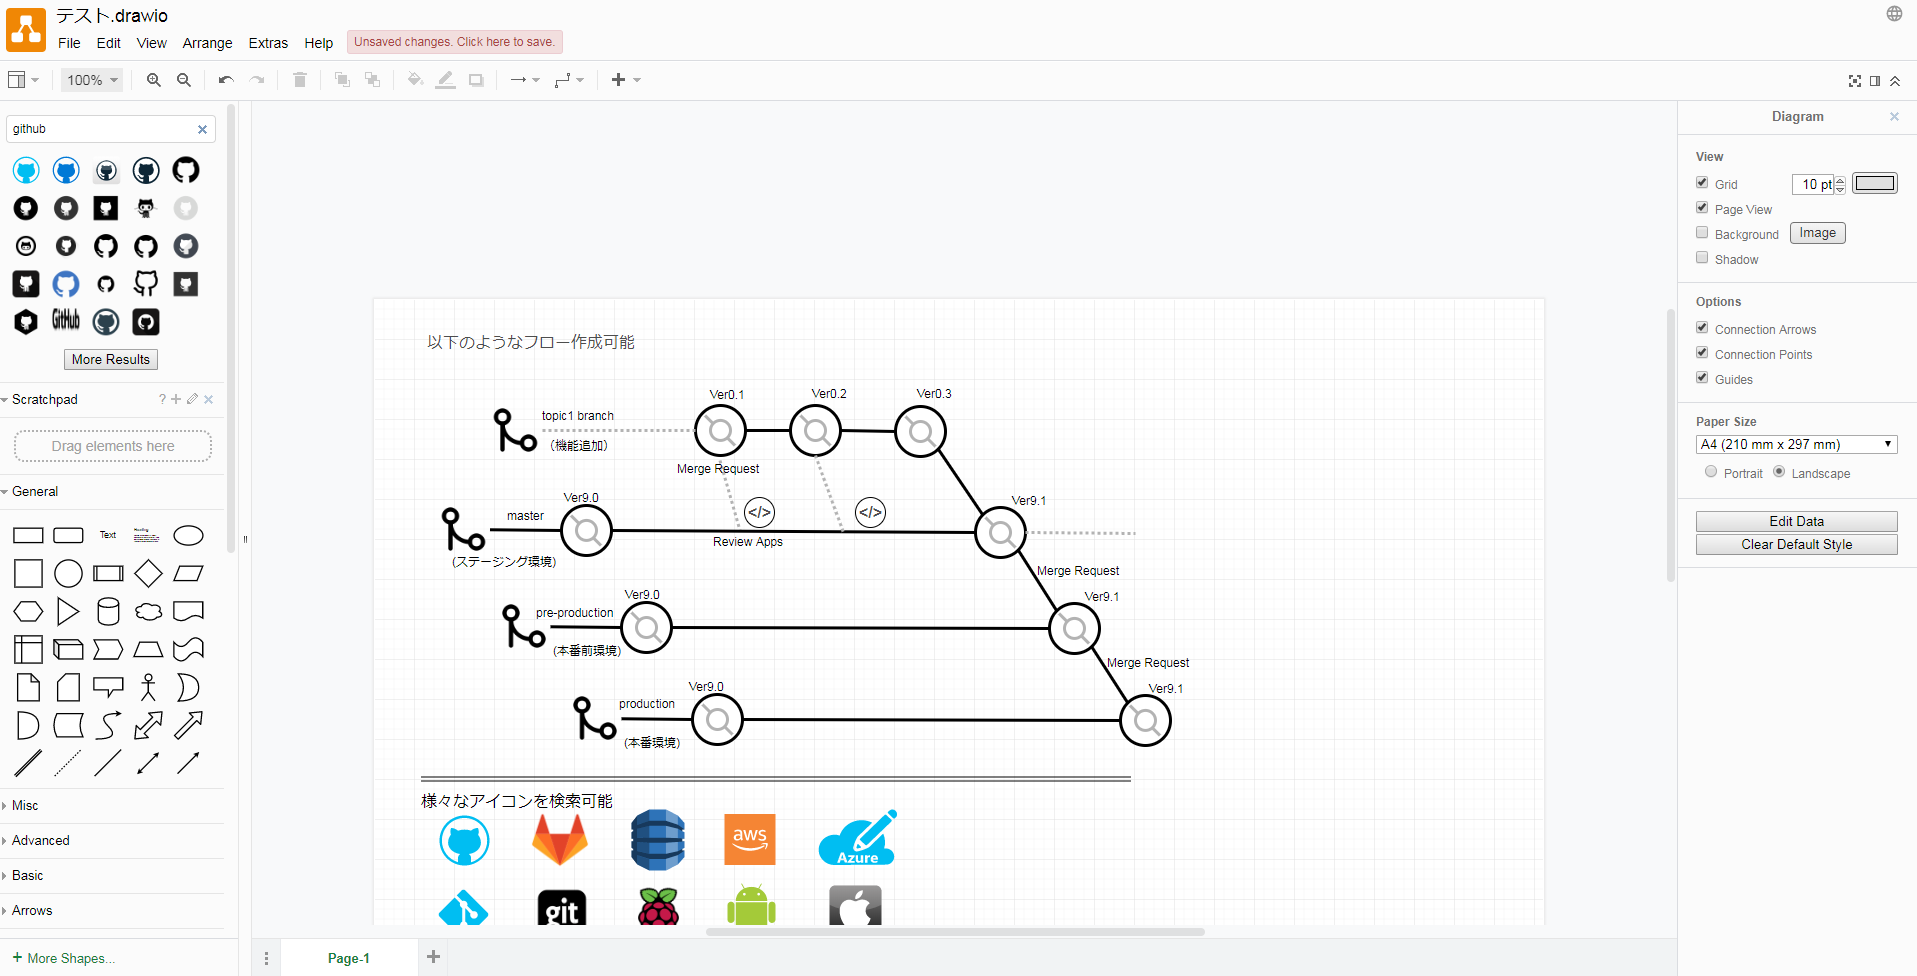 テスト.drawio
File Edit View Arrange Extras Help Unsaved changes. Click here to save.
100%
github
GitHub
More Results
Scratchpad
?
Drag elements here
General
Text
Heading
Misc
Advanced
Basic
Arrows
+ More Shapes...
以下のようなフロー作成可能
Ver0.1 Ver0.2 Ver0.3
topic1 branch
(機能追加)
Merge Request
Ver9.0 Ver9.1
master
</> </>
Review Apps
(ステージング環境)
Merge Request
Ver9.0 Ver9.1
pre-production
(本番前環境)
Merge Request
Ver9.0 Ver9.1
production
(本番環境)
様々なアイコンを検索可能
aws
Azure
git
Page-1
Diagram
View
Grid 10 pt
Page View
Background Image
Shadow
Options
Connection Arrows
Connection Points
Guides
Paper Size
A4 (210 mm x 297 mm)
Portrait Landscape
Edit Data
Clear Default Style